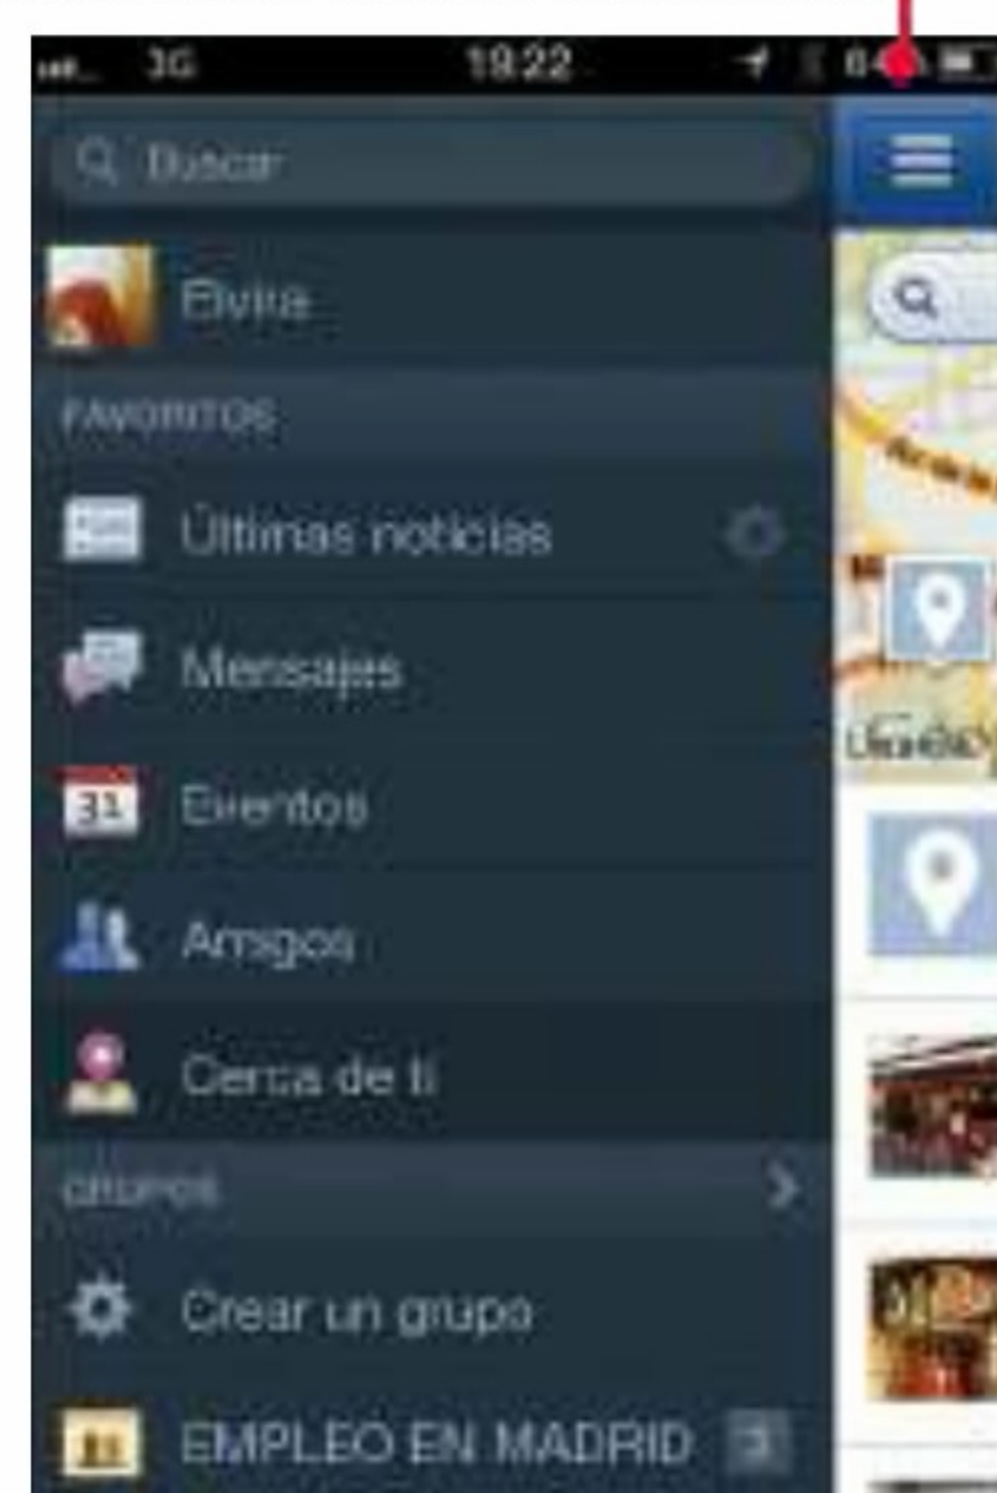 3G 19:22
Buscar
Elvira
FAVORITOS
Últimas noticias
Mensajes
31 Eventos
Amigos
Cerca de ti
GRUPOS
Crear un grupo
EMPLEO EN MADRID